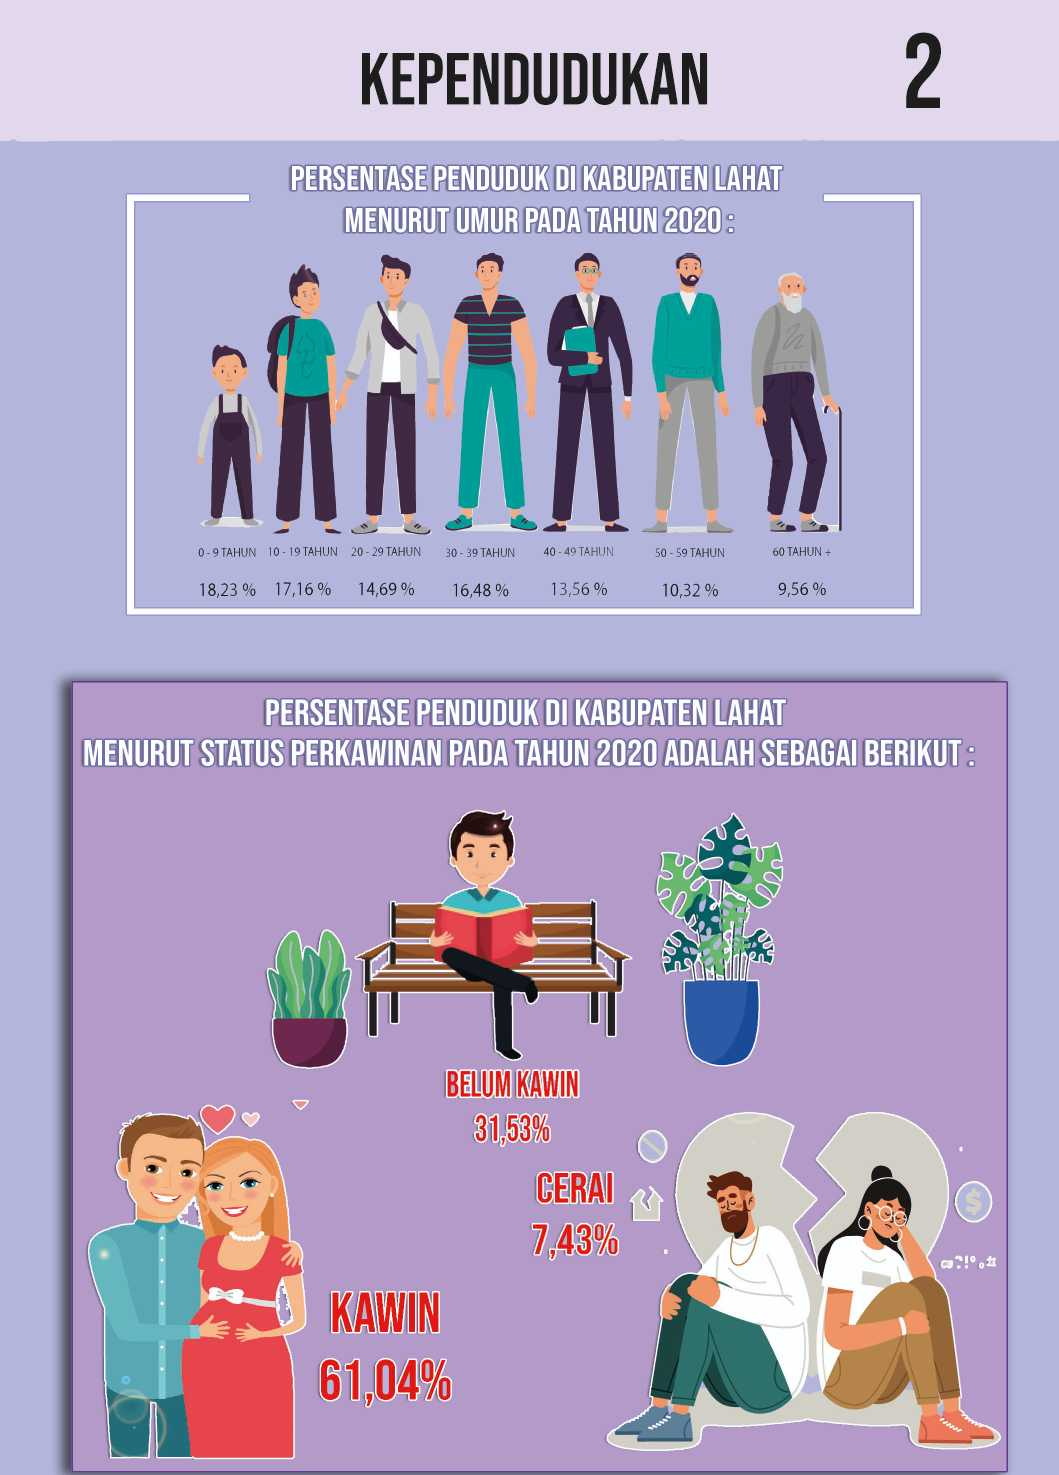 KEPENDUDUKAN
2
PERSENTASE PENDUDUK DI KABUPATEN LAHAT
MENURUT UMUR PADA TAHUN 2020 :
0 - 9 TAHUN 10 - 19 TAHUN 20 - 29 TAHUN 30 - 39 TAHUN 40 - 49 TAHUN 50 - 59 TAHUN 60 TAHUN +
18,23 % 17,16 % 14,69 % 16,48 % 13,56 % 10,32 % 9,56 %
PERSENTASE PENDUDUK DI KABUPATEN LAHAT
MENURUT STATUS PERKAWINAN PADA TAHUN 2020 ADALAH SEBAGAI BERIKUT :
BELUM KAWIN
31,53%
CERAI
7,43%
KAWIN
61,04%
$